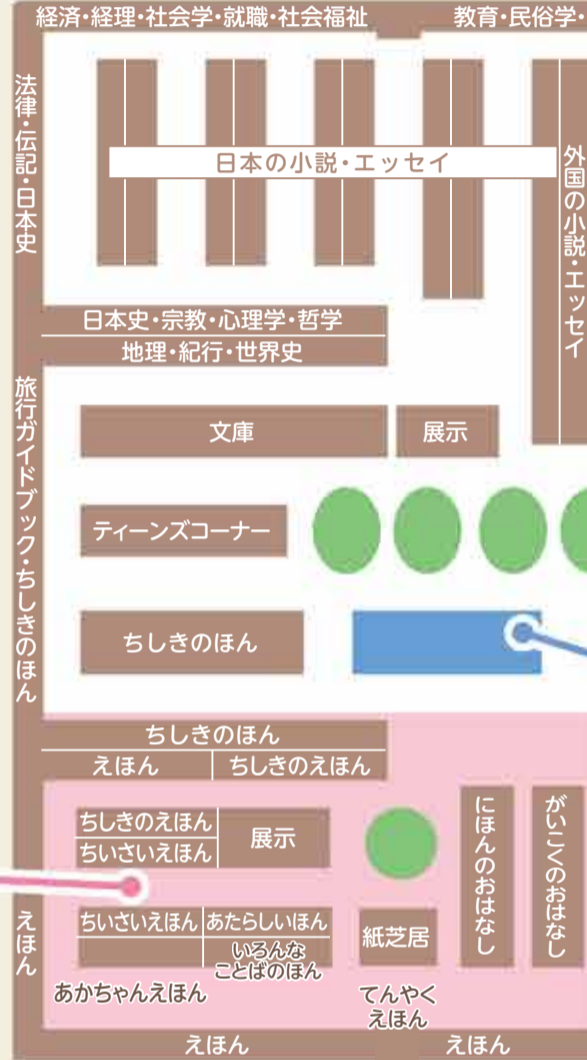 経済・経理・社会学・就職・社会福祉
教育・民俗学・
法律・伝記・日本史
日本の小説・エッセイ
外国の小説・エッセイ
日本史・宗教・心理学・哲学
地理・紀行・世界史
旅行ガイドブック・ちしきのほん
文庫
展示
ティーンズコーナー
ちしきのほん
ちしきのほん
えほん
ちしきのえほん
ちしきのえほん
ちいさいえほん
展示
にほんのおはなし
がいこくのおはなし
えほん
ちいさいえほん
あたらしいほん
いろんな
ことばのほん
紙芝居
あかちゃんえほん
てんやく
えほん
えほん
えほん